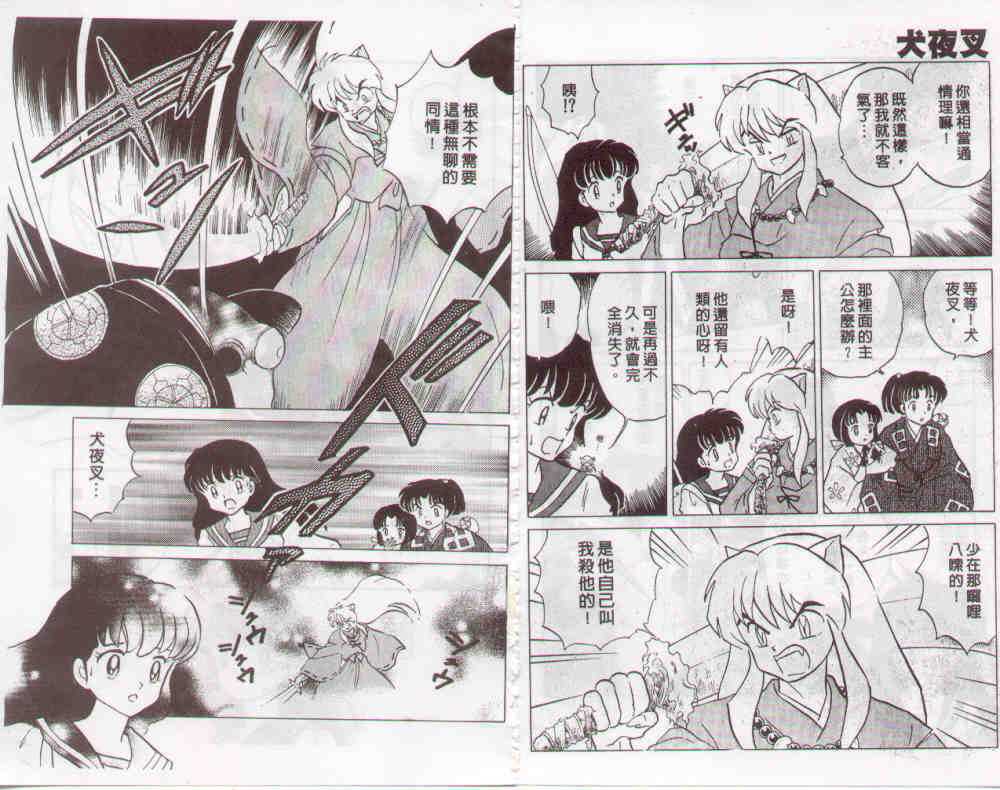 犬夜叉
你還相當通
情理嘛！
既然這樣，
那我就不客
氣了…
咦!?
等等！犬
夜叉，
那裡面的主
公怎麼辦？
是呀！
他還留有人
類的心呀！
可是再過不
久，就會完
全消失了。
喂！
少在那囉哩
八嗦的！
是他自己叫
我殺他的！
根本不需要
這種無聊的
同情！
犬夜叉…